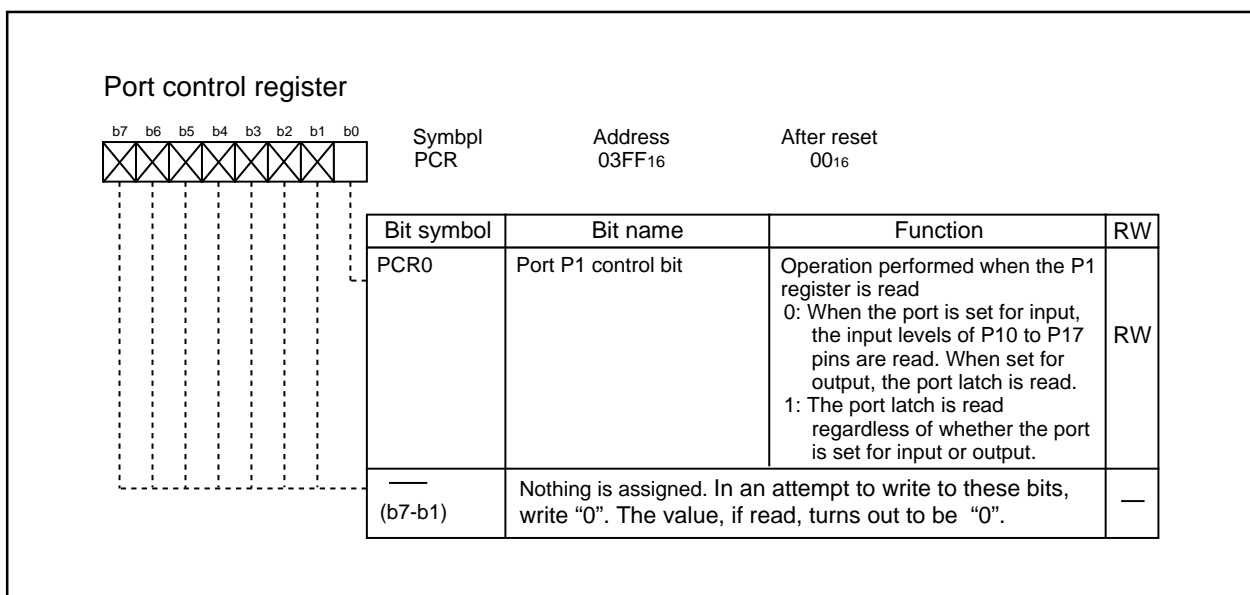 Port control register
b7 b6 b5 b4 b3 b2 b1 b0
Symbpl Address After reset
PCR 03FF16 0016
Bit symbol Bit name Function RW
PCR0 Port P1 control bit Operation performed when the P1
register is read
0: When the port is set for input,
the input levels of P10 to P17 RW
pins are read. When set for
output, the port latch is read.
1: The port latch is read
regardless of whether the port
is set for input or output.
— Nothing is assigned. In an attempt to write to these bits, —
(b7-b1) write “0”. The value, if read, turns out to be “0”.